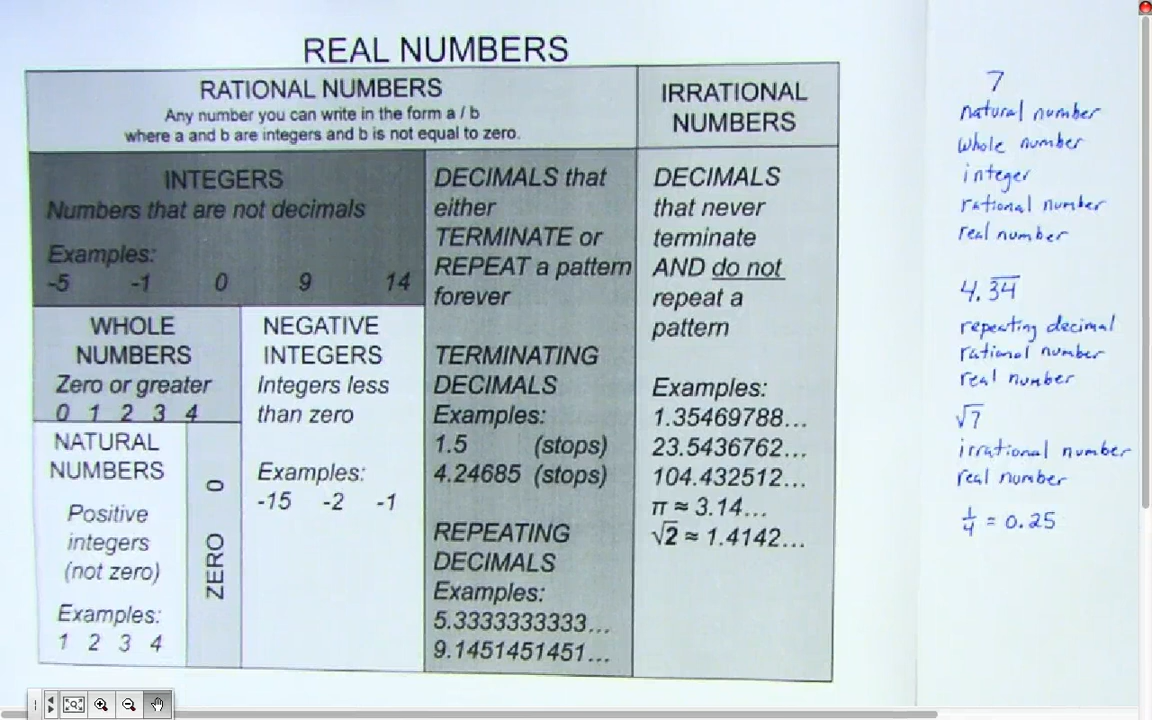 REAL NUMBERS
RATIONAL NUMBERS
Any number you can write in the form a / b
where a and b are integers and b is not equal to zero.
IRRATIONAL
NUMBERS
INTEGERS
Numbers that are not decimals
Examples:
-5 -1 0 9 14
WHOLE
NUMBERS
Zero or greater
0 1 2 3 4
NATURAL
NUMBERS
Positive
integers
(not zero)
Examples:
1 2 3 4
ZERO 0
NEGATIVE
INTEGERS
Integers less
than zero
Examples:
-15 -2 -1
DECIMALS that
either
TERMINATE or
REPEAT a pattern
forever
TERMINATING
DECIMALS
Examples:
1.5 (stops)
4.24685 (stops)
REPEATING
DECIMALS
Examples:
5.3333333333...
9.1451451451...
DECIMALS
that never
terminate
AND do not
repeat a
pattern
Examples:
1.35469788...
23.5436762...
104.432512...
π ≈ 3.14...
√2 ≈ 1.4142...
7
natural number
whole number
integer
rational number
real number
4.3̅4̅
repeating decimal
rational number
real number
√7
irrational number
real number
1/4 = 0.25